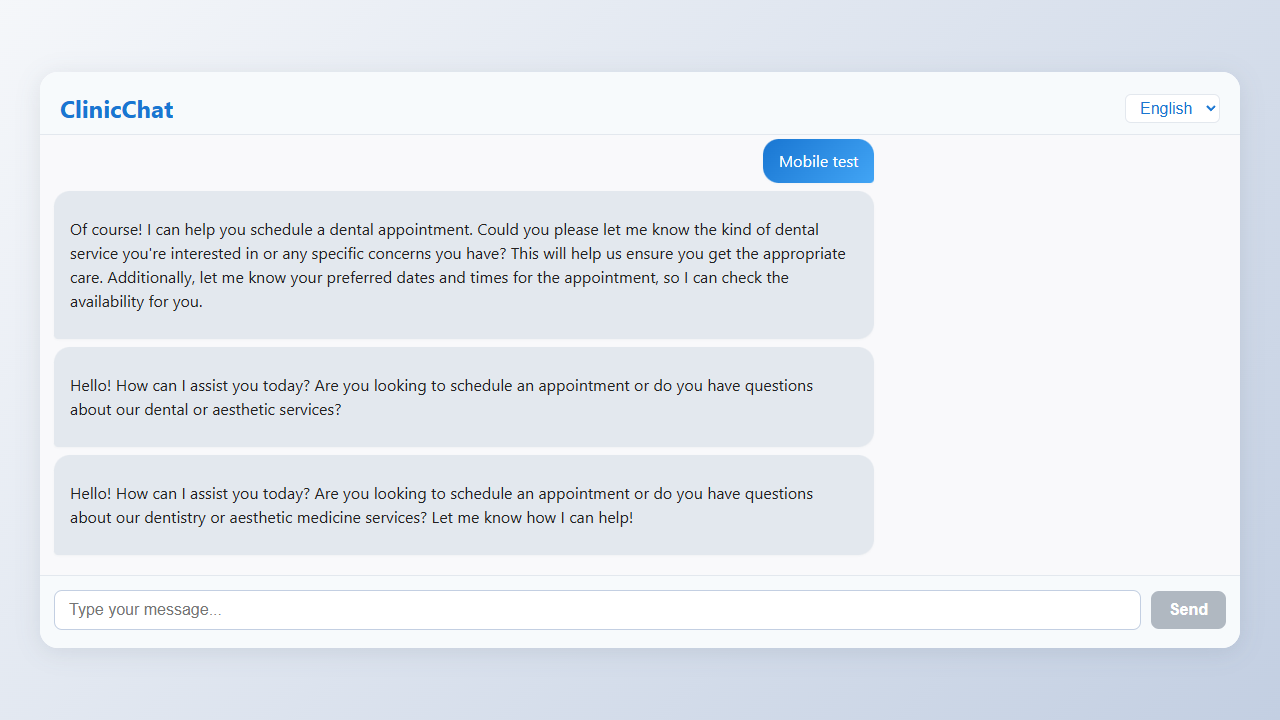 ClinicChat
English
Mobile test
Of course! I can help you schedule a dental appointment. Could you please let me know the kind of dental
service you're interested in or any specific concerns you have? This will help us ensure you get the appropriate
care. Additionally, let me know your preferred dates and times for the appointment, so I can check the
availability for you.
Hello! How can I assist you today? Are you looking to schedule an appointment or do you have questions
about our dental or aesthetic services?
Hello! How can I assist you today? Are you looking to schedule an appointment or do you have questions
about our dentistry or aesthetic medicine services? Let me know how I can help!
Type your message...
Send